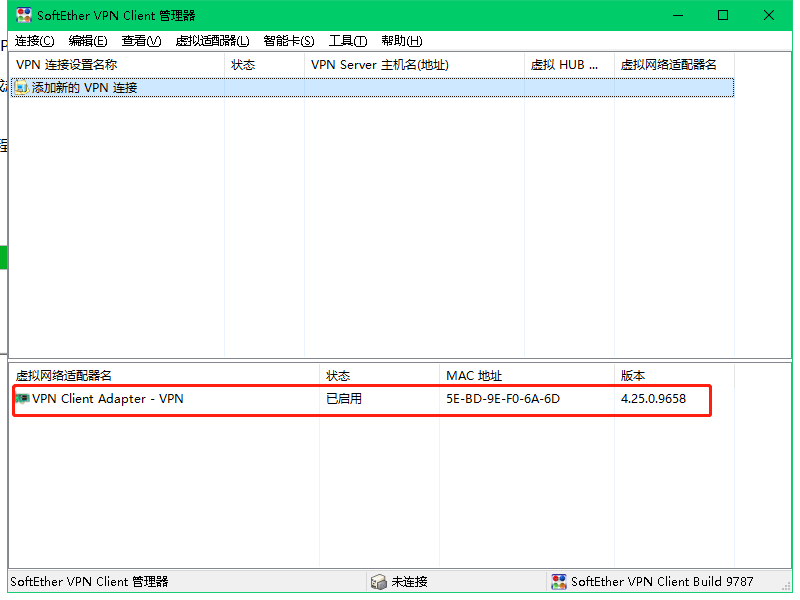 SoftEther VPN Client 管理器
连接(C) 编辑(E) 查看(V) 虚拟适配器(L) 智能卡(S) 工具(T) 帮助(H)
VPN 连接设置名称 状态 VPN Server 主机名(地址) 虚拟 HUB ... 虚拟网络适配器名
添加新的 VPN 连接
虚拟网络适配器名 状态 MAC 地址 版本
VPN Client Adapter - VPN 已启用 5E-BD-9E-F0-6A-6D 4.25.0.9658
SoftEther VPN Client 管理器 未连接 SoftEther VPN Client Build 9787